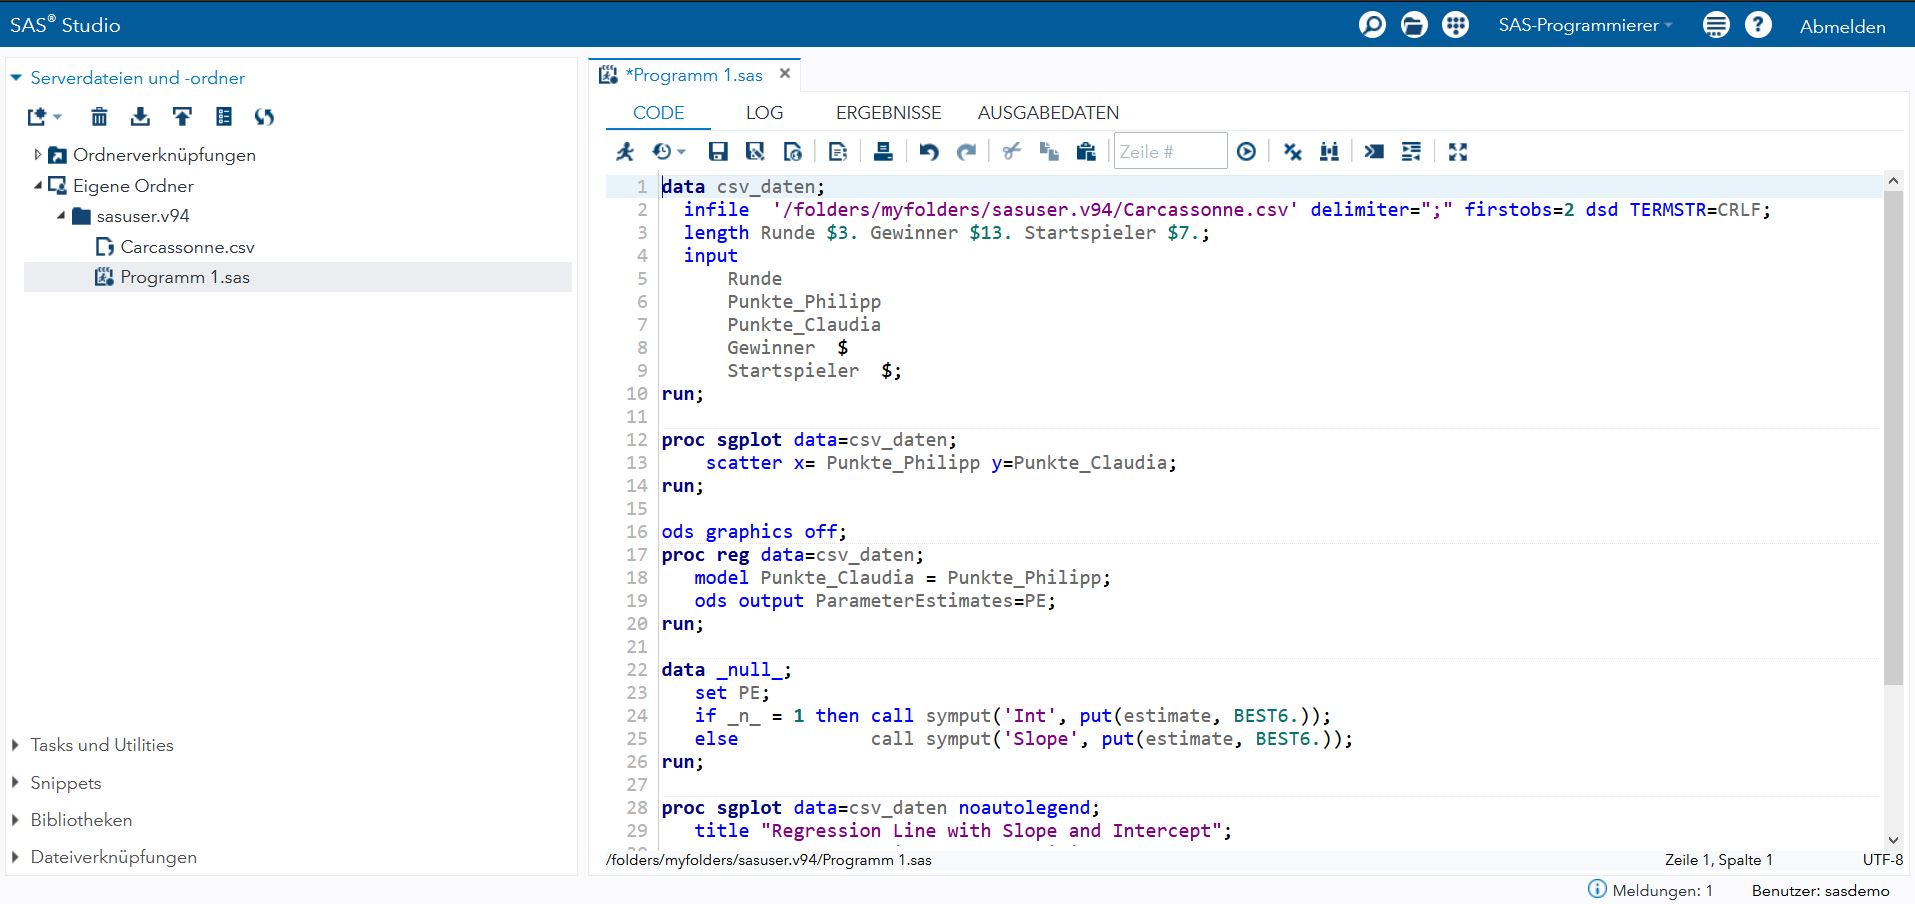 SAS® Studio
SAS-Programmierer
Abmelden
Serverdateien und -ordner
Ordnerverknüpfungen
Eigene Ordner
sasuser.v94
Carcassonne.csv
Programm 1.sas
Tasks und Utilities
Snippets
Bibliotheken
Dateiverknüpfungen
*Programm 1.sas
CODE LOG ERGEBNISSE AUSGABEDATEN
Zeile #
1 data csv_daten;
2   infile  '/folders/myfolders/sasuser.v94/Carcassonne.csv' delimiter=";" firstobs=2 dsd TERMSTR=CRLF;
3   length Runde $3. Gewinner $13. Startspieler $7.;
4   input
5       Runde
6       Punkte_Philipp
7       Punkte_Claudia
8       Gewinner  $
9       Startspieler  $;
10 run;
11
12 proc sgplot data=csv_daten;
13     scatter x= Punkte_Philipp y=Punkte_Claudia;
14 run;
15
16 ods graphics off;
17 proc reg data=csv_daten;
18    model Punkte_Claudia = Punkte_Philipp;
19    ods output ParameterEstimates=PE;
20 run;
21
22 data _null_;
23    set PE;
24    if _n_ = 1 then call symput('Int', put(estimate, BEST6.));
25    else            call symput('Slope', put(estimate, BEST6.));
26 run;
27
28 proc sgplot data=csv_daten noautolegend;
29    title "Regression Line with Slope and Intercept";
/folders/myfolders/sasuser.v94/Programm 1.sas
Zeile 1, Spalte 1
UTF-8
Meldungen: 1
Benutzer: sasdemo